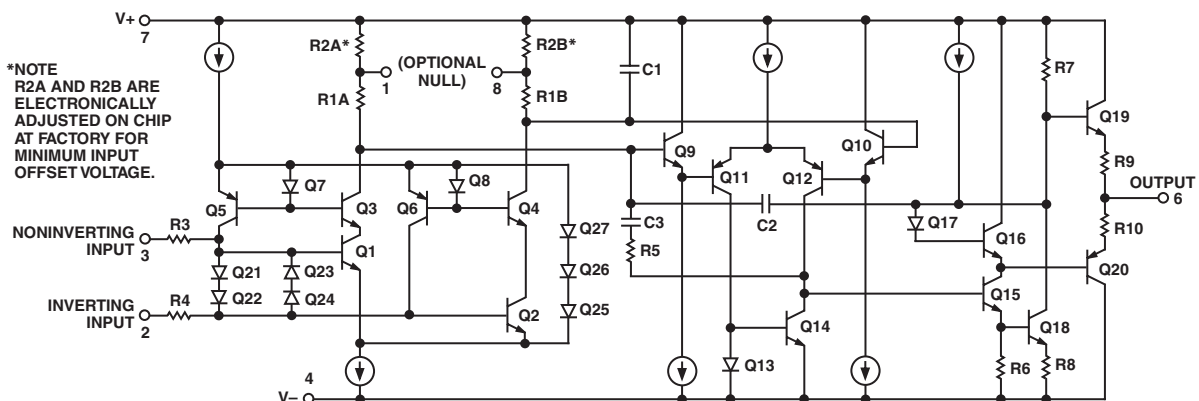 V+
7
R2A*
R2B*
(OPTIONAL
NULL)
1
8
C1
R7
*NOTE
R2A AND R2B ARE
ELECTRONICALLY
ADJUSTED ON CHIP
AT FACTORY FOR
MINIMUM INPUT
OFFSET VOLTAGE.
R1A
R1B
Q19
Q9
Q10
Q11
Q12
R9
OUTPUT
6
Q7
Q8
Q5
Q3
Q6
Q4
NONINVERTING
INPUT
3
R3
Q1
Q27
C3
C2
Q17
Q16
R10
R5
Q21
Q23
Q26
Q20
Q22
Q24
INVERTING
INPUT
2
R4
Q2
Q25
Q15
Q14
Q18
Q13
R6
R8
4
V–